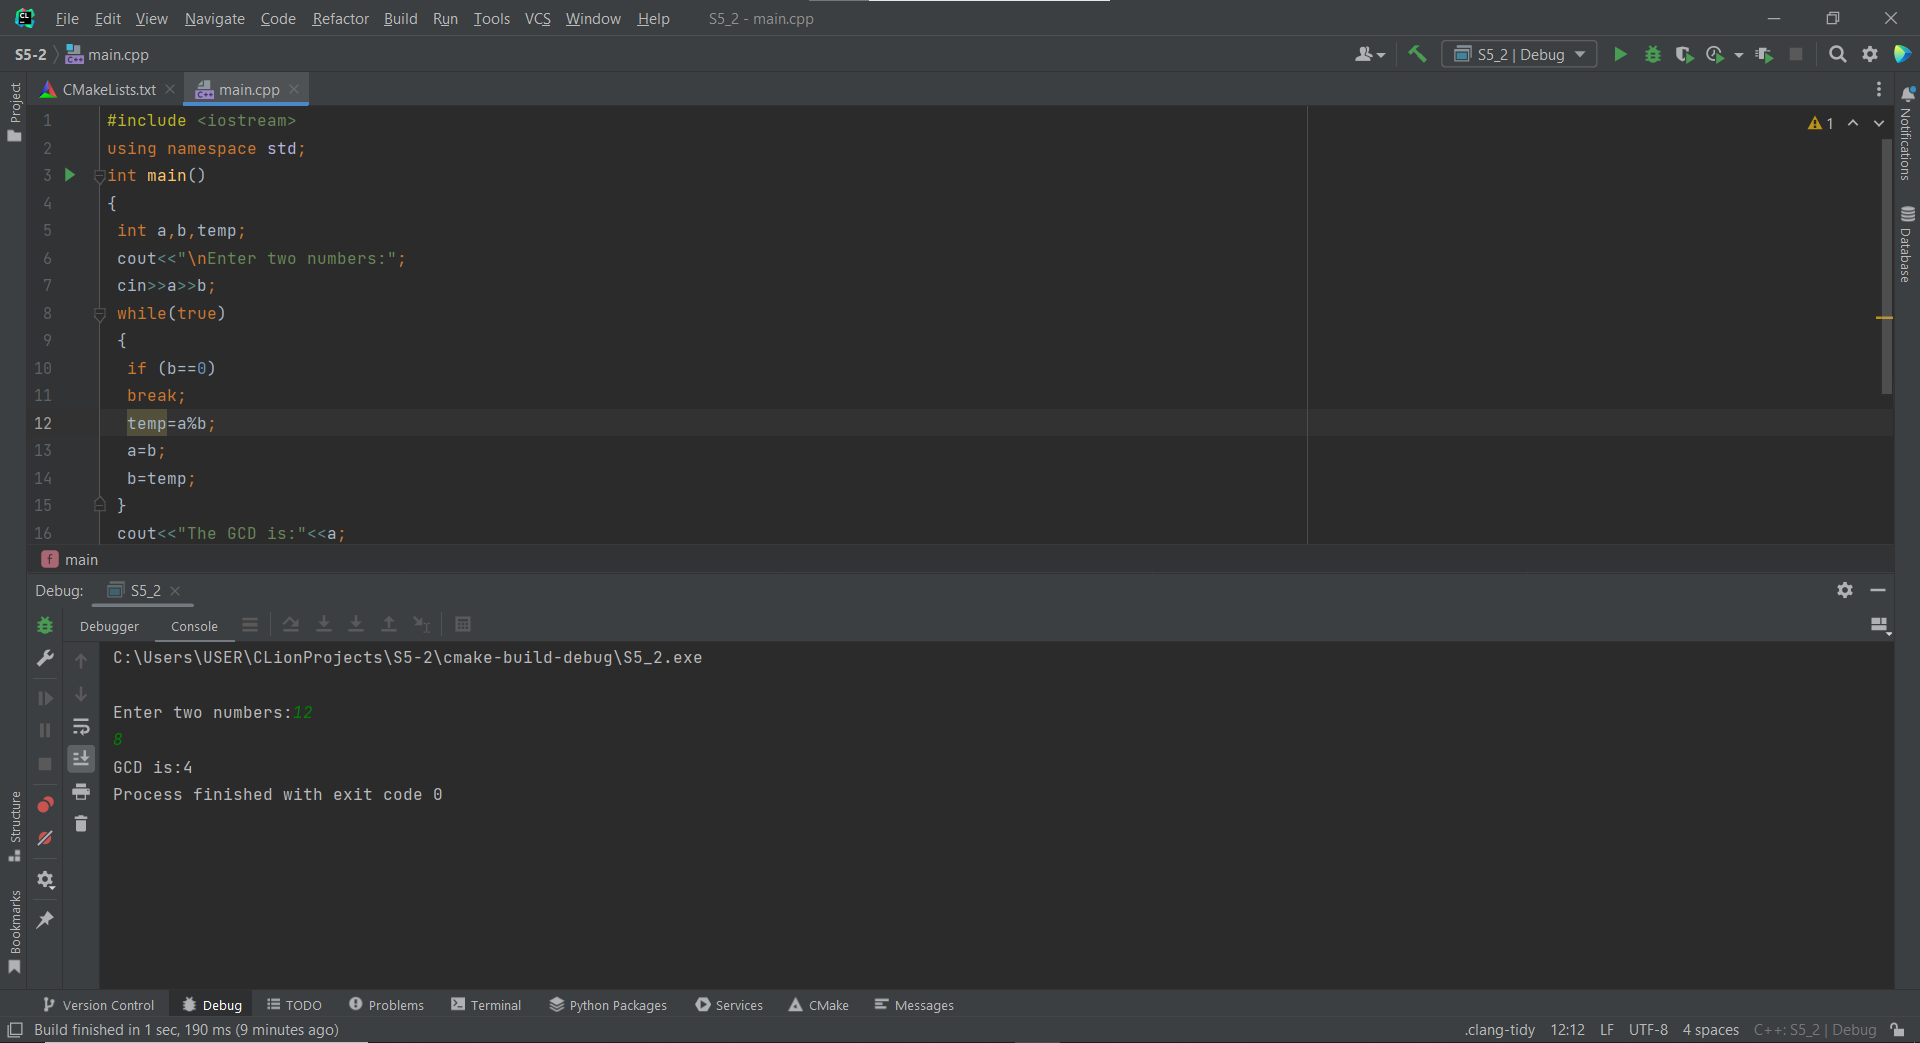 File Edit View Navigate Code Refactor Build Run Tools VCS Window Help S5_2 - main.cpp
S5-2 main.cpp S5_2 | Debug
CMakeLists.txt main.cpp
Project
Notifications
Database
1 #include <iostream>
2 using namespace std;
3 int main()
4 {
5 int a,b,temp;
6 cout<<"\nEnter two numbers:";
7 cin>>a>>b;
8 while(true)
9 {
10 if (b==0)
11 break;
12 temp=a%b;
13 a=b;
14 b=temp;
15 }
16 cout<<"The GCD is:"<<a;
1
f main
Debug: S5_2
Debugger Console
C:\Users\USER\CLionProjects\S5-2\cmake-build-debug\S5_2.exe
Enter two numbers:12
8
GCD is:4
Process finished with exit code 0
Structure
Bookmarks
Version Control Debug TODO Problems Terminal Python Packages Services CMake Messages
Build finished in 1 sec, 190 ms (9 minutes ago) .clang-tidy 12:12 LF UTF-8 4 spaces C++: S5_2 | Debug